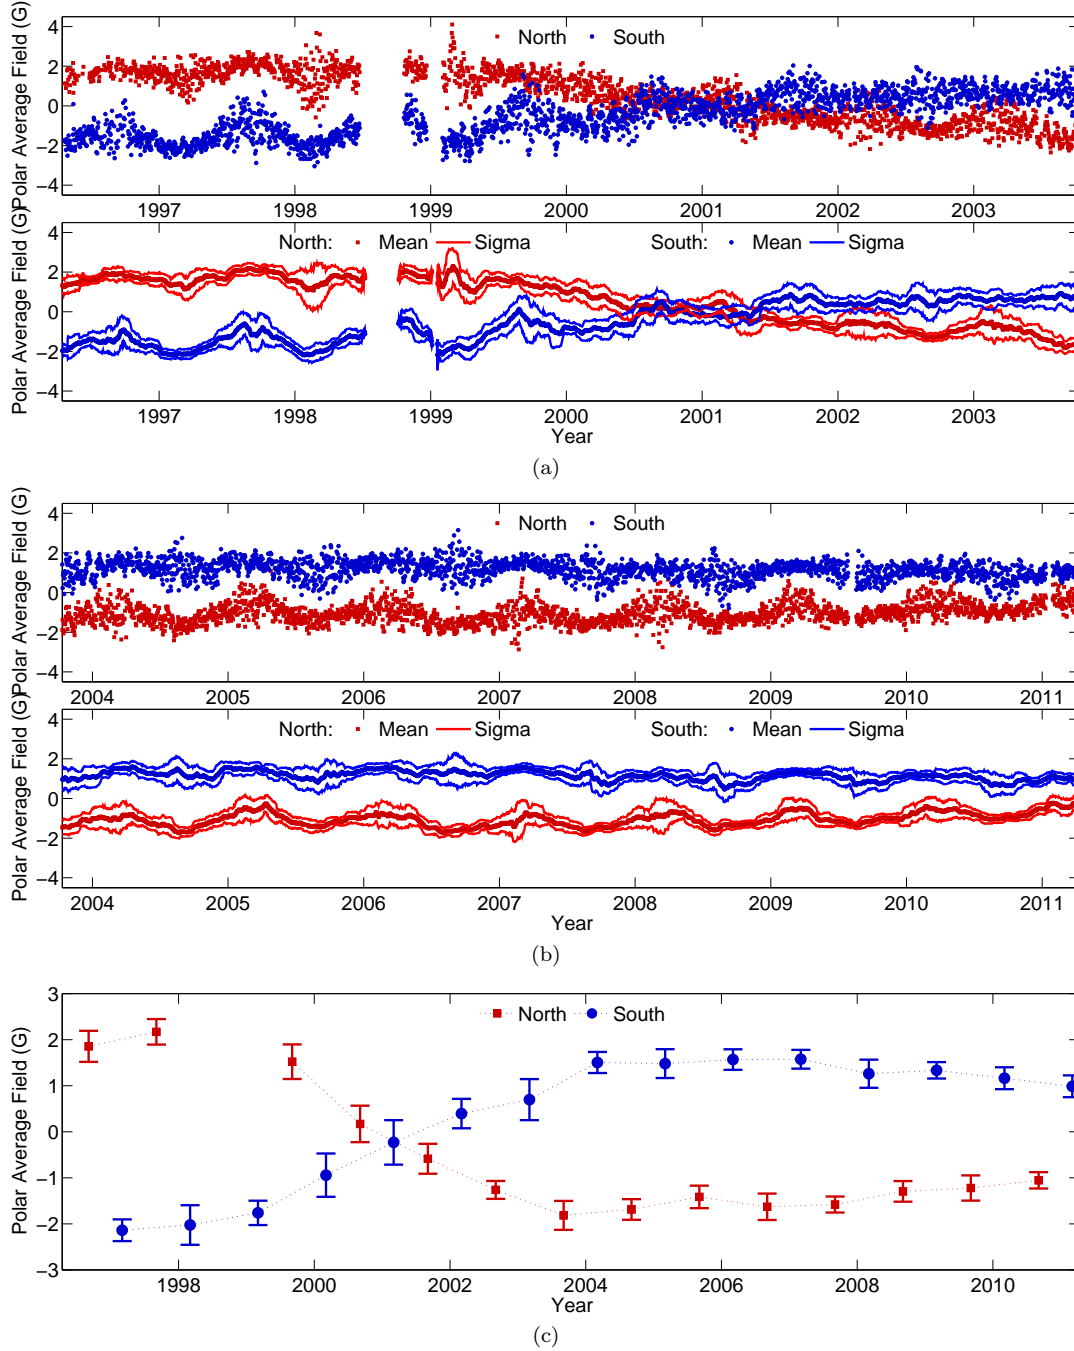 Polar Average Field (G)
4
2
0
−2
−4
North South
1997 1998 1999 2000 2001 2002 2003
Polar Average Field (G)
4
2
0
−2
−4
North: Mean Sigma South: Mean Sigma
1997 1998 1999 2000 2001 2002 2003
Year
(a)
Polar Average Field (G)
4
2
0
−2
−4
North South
2004 2005 2006 2007 2008 2009 2010 2011
Polar Average Field (G)
4
2
0
−2
−4
North: Mean Sigma South: Mean Sigma
2004 2005 2006 2007 2008 2009 2010 2011
Year
(b)
Polar Average Field (G)
3
2
1
0
−1
−2
−3
North South
1998 2000 2002 2004 2006 2008 2010
Year
(c)